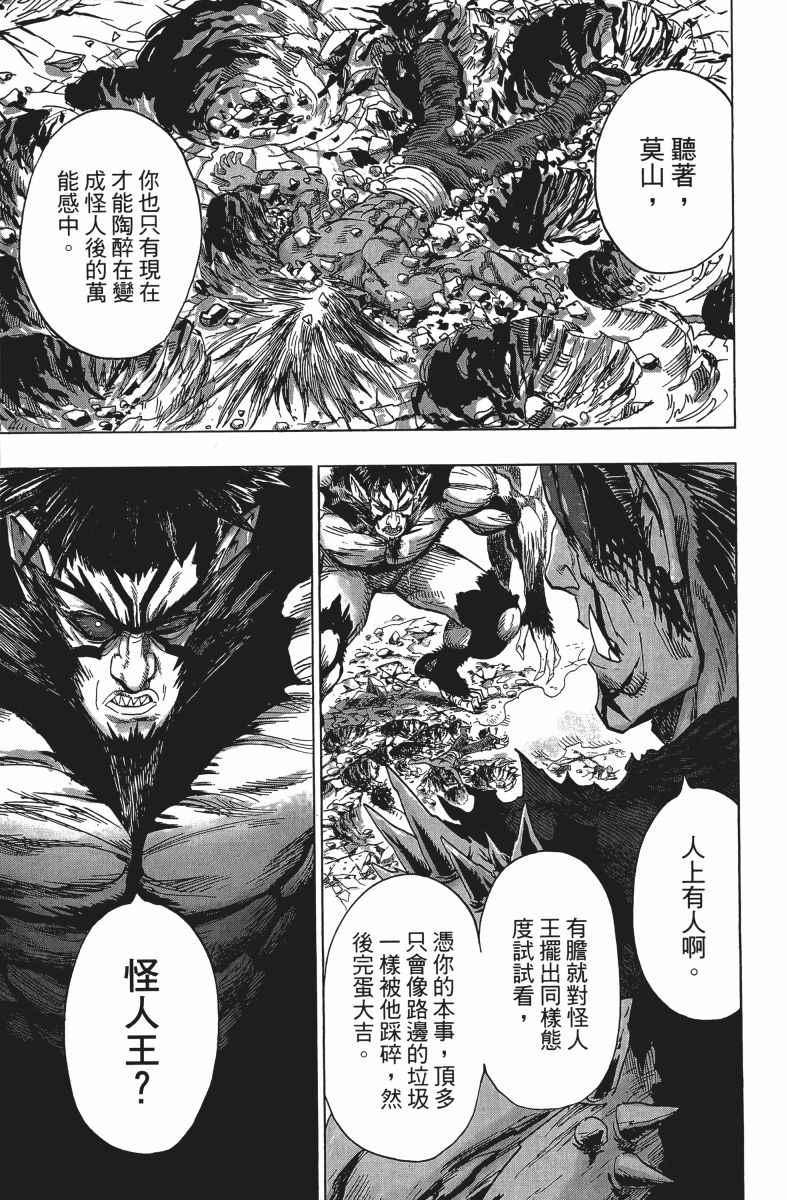 聽著，
莫山，
你也只有現在
才能陶醉在變
成怪人後的萬
能感中。
人上有人啊。
有膽就對怪人
王擺出同樣態
度試試看，
憑你的本事，頂多
只會像路邊的垃圾
一樣被他踩碎，然
後完蛋大吉。
怪人王？